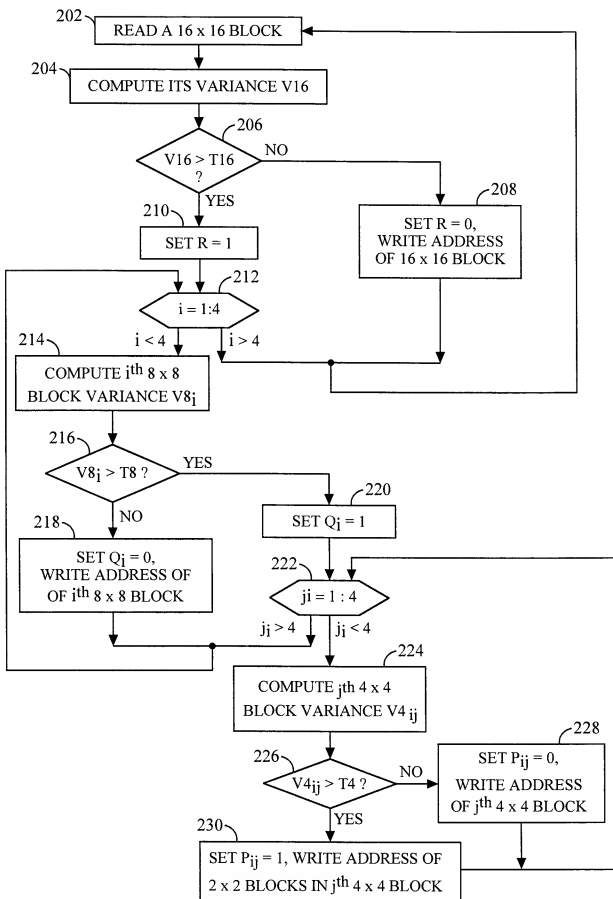 202
READ A 16 x 16 BLOCK
204
COMPUTE ITS VARIANCE V16
206
V16 > T16
?
NO
YES
208
SET R = 0,
WRITE ADDRESS
OF 16 x 16 BLOCK
210
SET R = 1
212
i = 1:4
i < 4
i > 4
214
COMPUTE ith 8 x 8
BLOCK VARIANCE V8i
216
V8i > T8 ?
YES
NO
218
SET Qi = 0,
WRITE ADDRESS OF
OF ith 8 x 8 BLOCK
220
SET Qi = 1
222
ji = 1 : 4
ji > 4
ji < 4
224
COMPUTE jth 4 x 4
BLOCK VARIANCE V4 ij
226
V4ij > T4 ?
NO
YES
228
SET Pij = 0,
WRITE ADDRESS
OF jth 4 x 4 BLOCK
230
SET Pij = 1, WRITE ADDRESS OF
2 x 2 BLOCKS IN jth 4 x 4 BLOCK